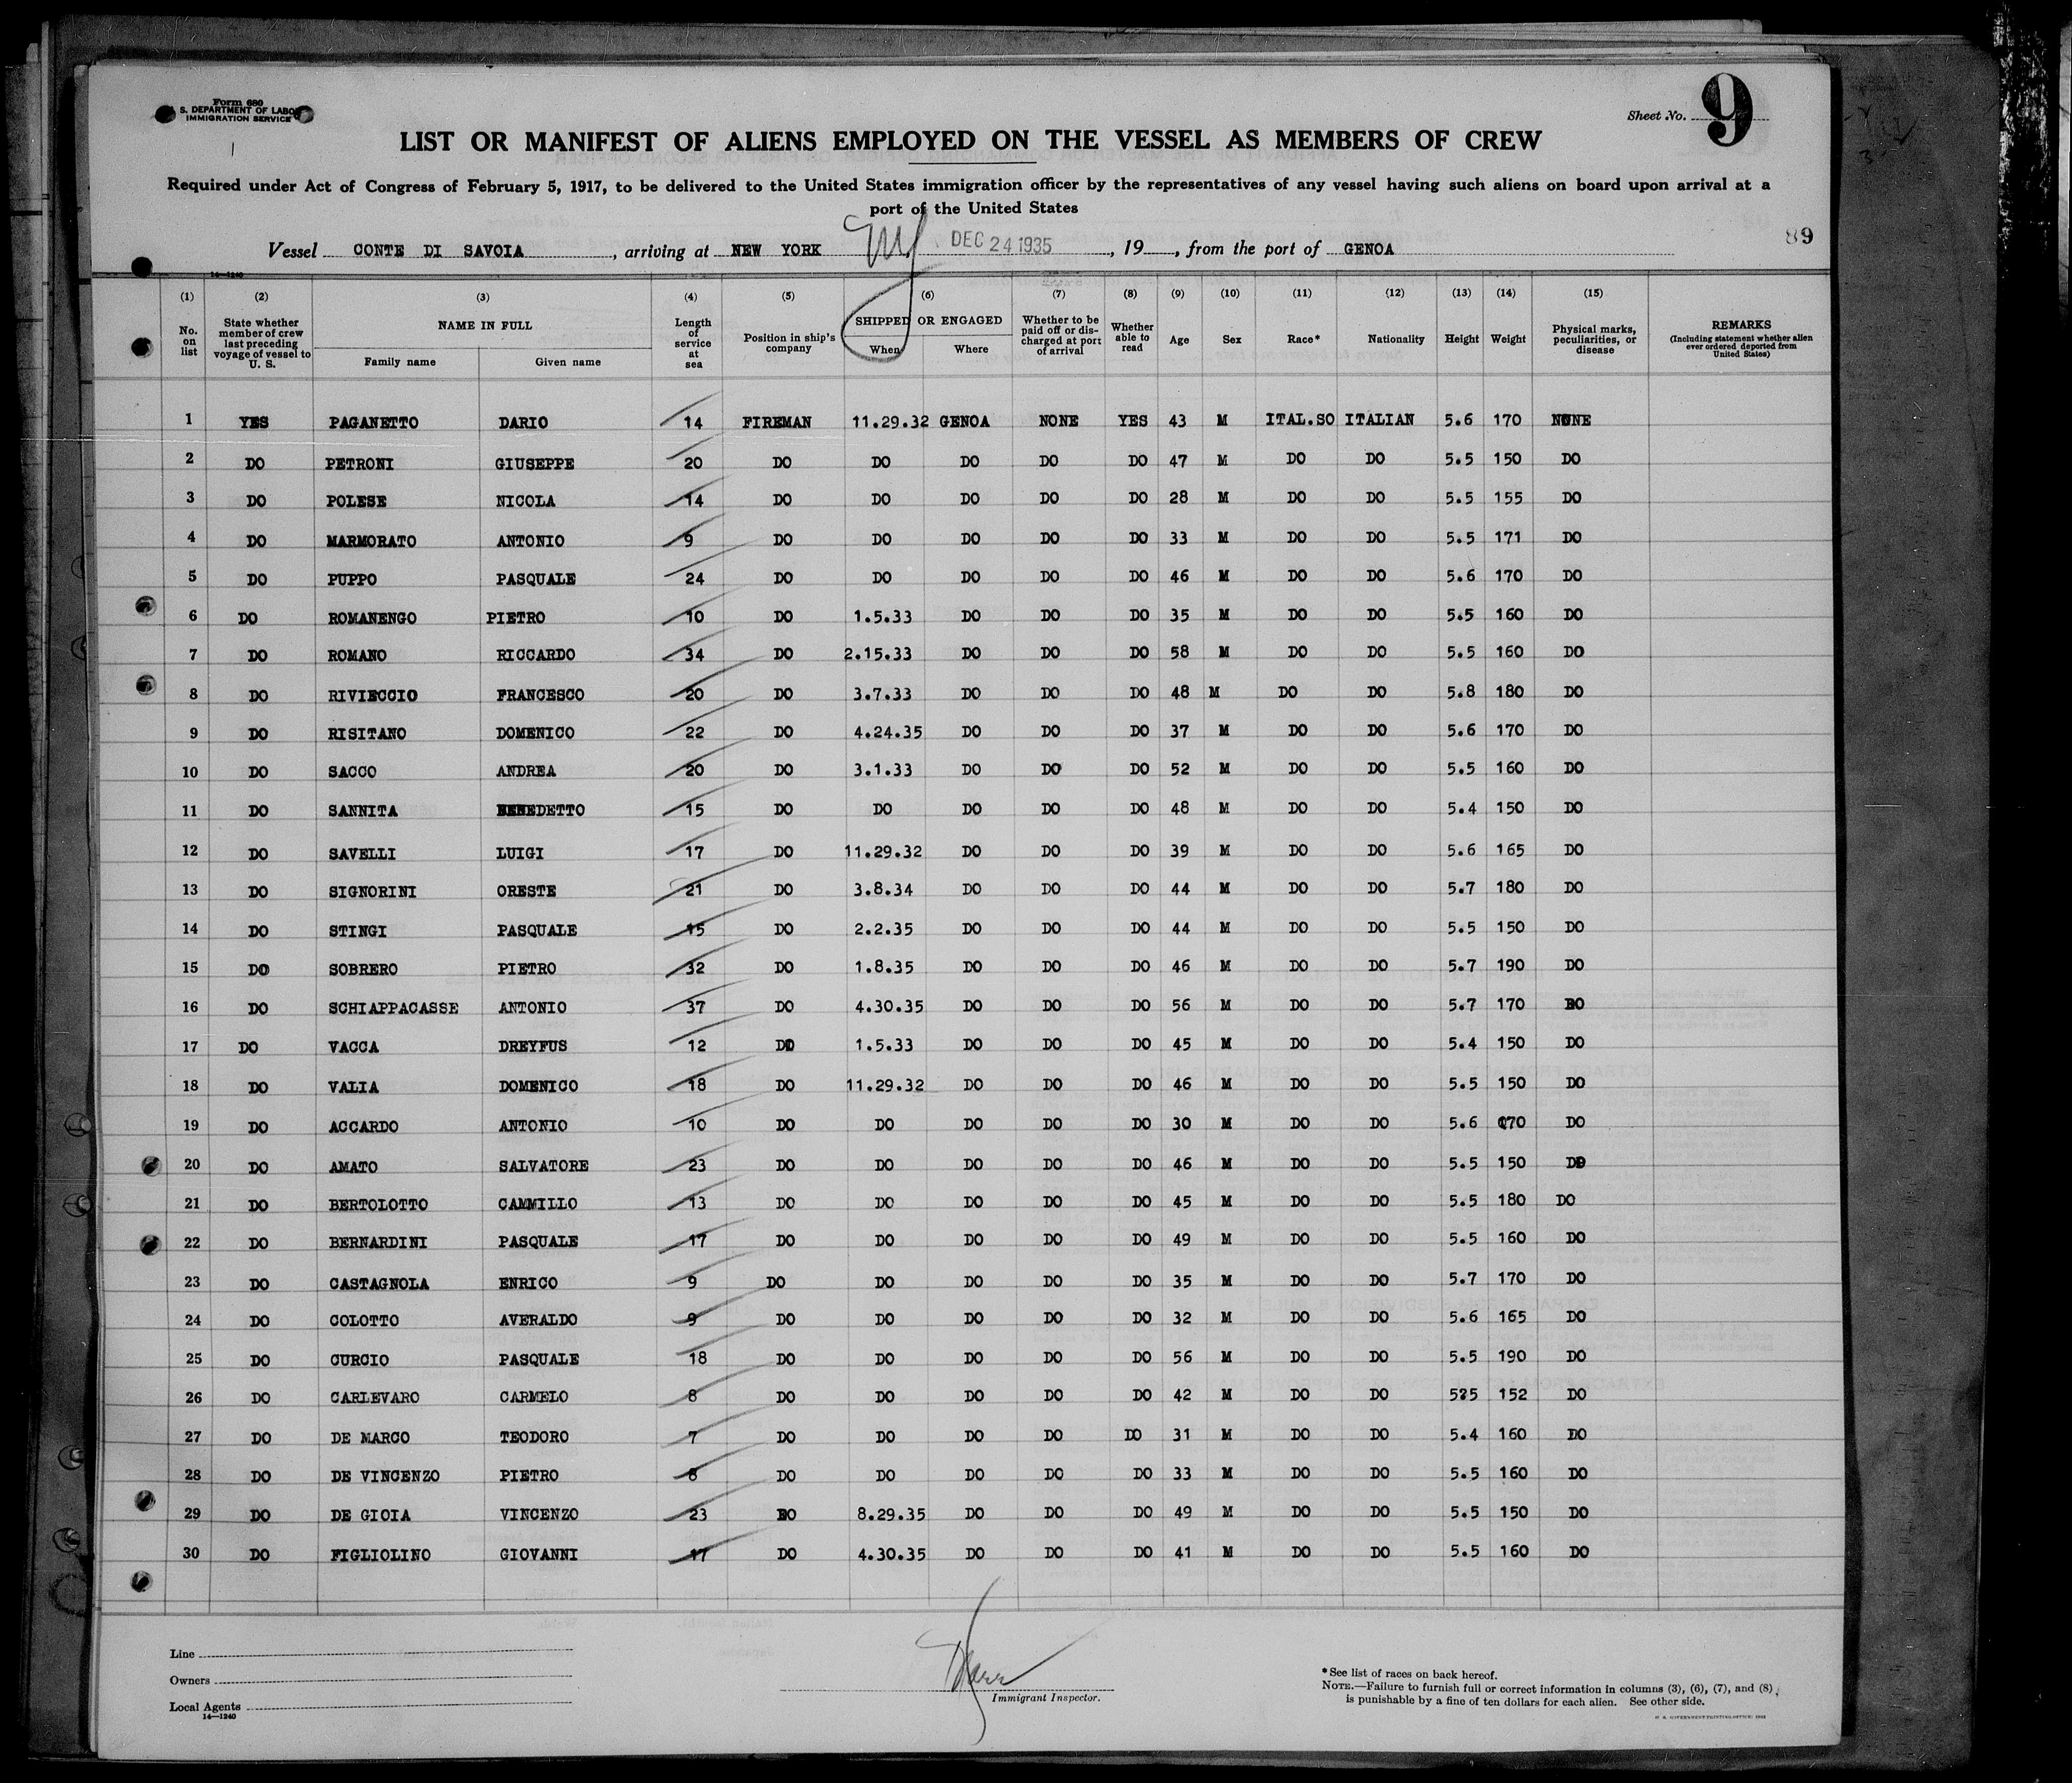 Form 680
S. DEPARTMENT OF LABO
IMMIGRATION SERVICE
Sheet No. 9
LIST OR MANIFEST OF ALIENS EMPLOYED ON THE VESSEL AS MEMBERS OF CREW
Required under Act of Congress of February 5, 1917, to be delivered to the United States immigration officer by the representatives of any vessel having such aliens on board upon arrival at a
port of the United States
89
Vessel CONTE DI SAVOIA, arriving at NEW YORK DEC 24 1935, 19, from the port of GENOA
14—1240
(1) (2) (3) (4) (5) (6) (7) (8) (9) (10) (11) (12) (13) (14) (15)
No. on list State whether member of crew last preceding voyage of vessel to U. S. NAME IN FULL Family name Given name Length of service at sea Position in ship's company SHIPPED OR ENGAGED When Where Whether to be paid off or discharged at port of arrival Whether able to read Age Sex Race* Nationality Height Weight Physical marks, peculiarities, or disease REMARKS (Including statement whether alien ever ordered deported from United States)
1 YES PAGANETTO DARIO 14 FIREMAN 11.29.32 GENOA NONE YES 43 M ITAL.SO ITALIAN 5.6 170 NONE
2 DO PETRONI GIUSEPPE 20 DO DO DO DO DO 47 M DO DO 5.5 150 DO
3 DO POLESE NICOLA 14 DO DO DO DO DO 28 M DO DO 5.5 155 DO
4 DO MARMORATO ANTONIO 9 DO DO DO DO DO 33 M DO DO 5.5 171 DO
5 DO PUPPO PASQUALE 24 DO DO DO DO DO 46 M DO DO 5.6 170 DO
6 DO ROMANENGO PIETRO 10 DO 1.5.33 DO DO DO 35 M DO DO 5.5 160 DO
7 DO ROMANO RICCARDO 34 DO 2.15.33 DO DO DO 58 M DO DO 5.5 160 DO
8 DO RIVIECCIO FRANCESCO 20 DO 3.7.33 DO DO DO 48 M DO DO 5.8 180 DO
9 DO RISITANO DOMENICO 22 DO 4.24.35 DO DO DO 37 M DO DO 5.6 170 DO
10 DO SACCO ANDREA 20 DO 3.1.33 DO DO DO 52 M DO DO 5.5 160 DO
11 DO SANNITA BENEDETTO 15 DO DO DO DO DO 48 M DO DO 5.4 150 DO
12 DO SAVELLI LUIGI 17 DO 11.29.32 DO DO DO 39 M DO DO 5.6 165 DO
13 DO SIGNORINI ORESTE 21 DO 3.8.34 DO DO DO 44 M DO DO 5.7 180 DO
14 DO STINGI PASQUALE 15 DO 2.2.35 DO DO DO 44 M DO DO 5.5 150 DO
15 DO SOBRERO PIETRO 32 DO 1.8.35 DO DO DO 46 M DO DO 5.7 190 DO
16 DO SCHIAPPACASSE ANTONIO 37 DO 4.30.35 DO DO DO 56 M DO DO 5.7 170 DO
17 DO VACCA DREYFUS 12 DO 1.5.33 DO DO DO 45 M DO DO 5.4 150 DO
18 DO VALIA DOMENICO 18 DO 11.29.32 DO DO DO 46 M DO DO 5.5 150 DO
19 DO ACCARDO ANTONIO 10 DO DO DO DO DO 30 M DO DO 5.6 170 DO
20 DO AMATO SALVATORE 23 DO DO DO DO DO 46 M DO DO 5.5 150 DO
21 DO BERTOLOTTO CAMMILLO 13 DO DO DO DO DO 45 M DO DO 5.5 180 DO
22 DO BERNARDINI PASQUALE 17 DO DO DO DO DO 49 M DO DO 5.5 160 DO
23 DO CASTAGNOLA ENRICO 9 DO DO DO DO DO 35 M DO DO 5.7 170 DO
24 DO COLOTTO AVERALDO 9 DO DO DO DO DO 32 M DO DO 5.6 165 DO
25 DO CURCIO PASQUALE 18 DO DO DO DO DO 56 M DO DO 5.5 190 DO
26 DO CARLEVARO CARMELO 8 DO DO DO DO DO 42 M DO DO 5?5 152 DO
27 DO DE MARCO TEODORO 7 DO DO DO DO DO 31 M DO DO 5.4 160 DO
28 DO DE VINCENZO PIETRO 8 DO DO DO DO DO 33 M DO DO 5.5 160 DO
29 DO DE GIOIA VINCENZO 23 DO 8.29.35 DO DO DO 49 M DO DO 5.5 150 DO
30 DO FIGLIOLINO GIOVANNI 17 DO 4.30.35 DO DO DO 41 M DO DO 5.5 160 DO
Line
Owners
Local Agents
14—1240
Immigrant Inspector.
*See list of races on back hereof.
NOTE.—Failure to furnish full or correct information in columns (3), (6), (7), and (8),
is punishable by a fine of ten dollars for each alien. See other side.